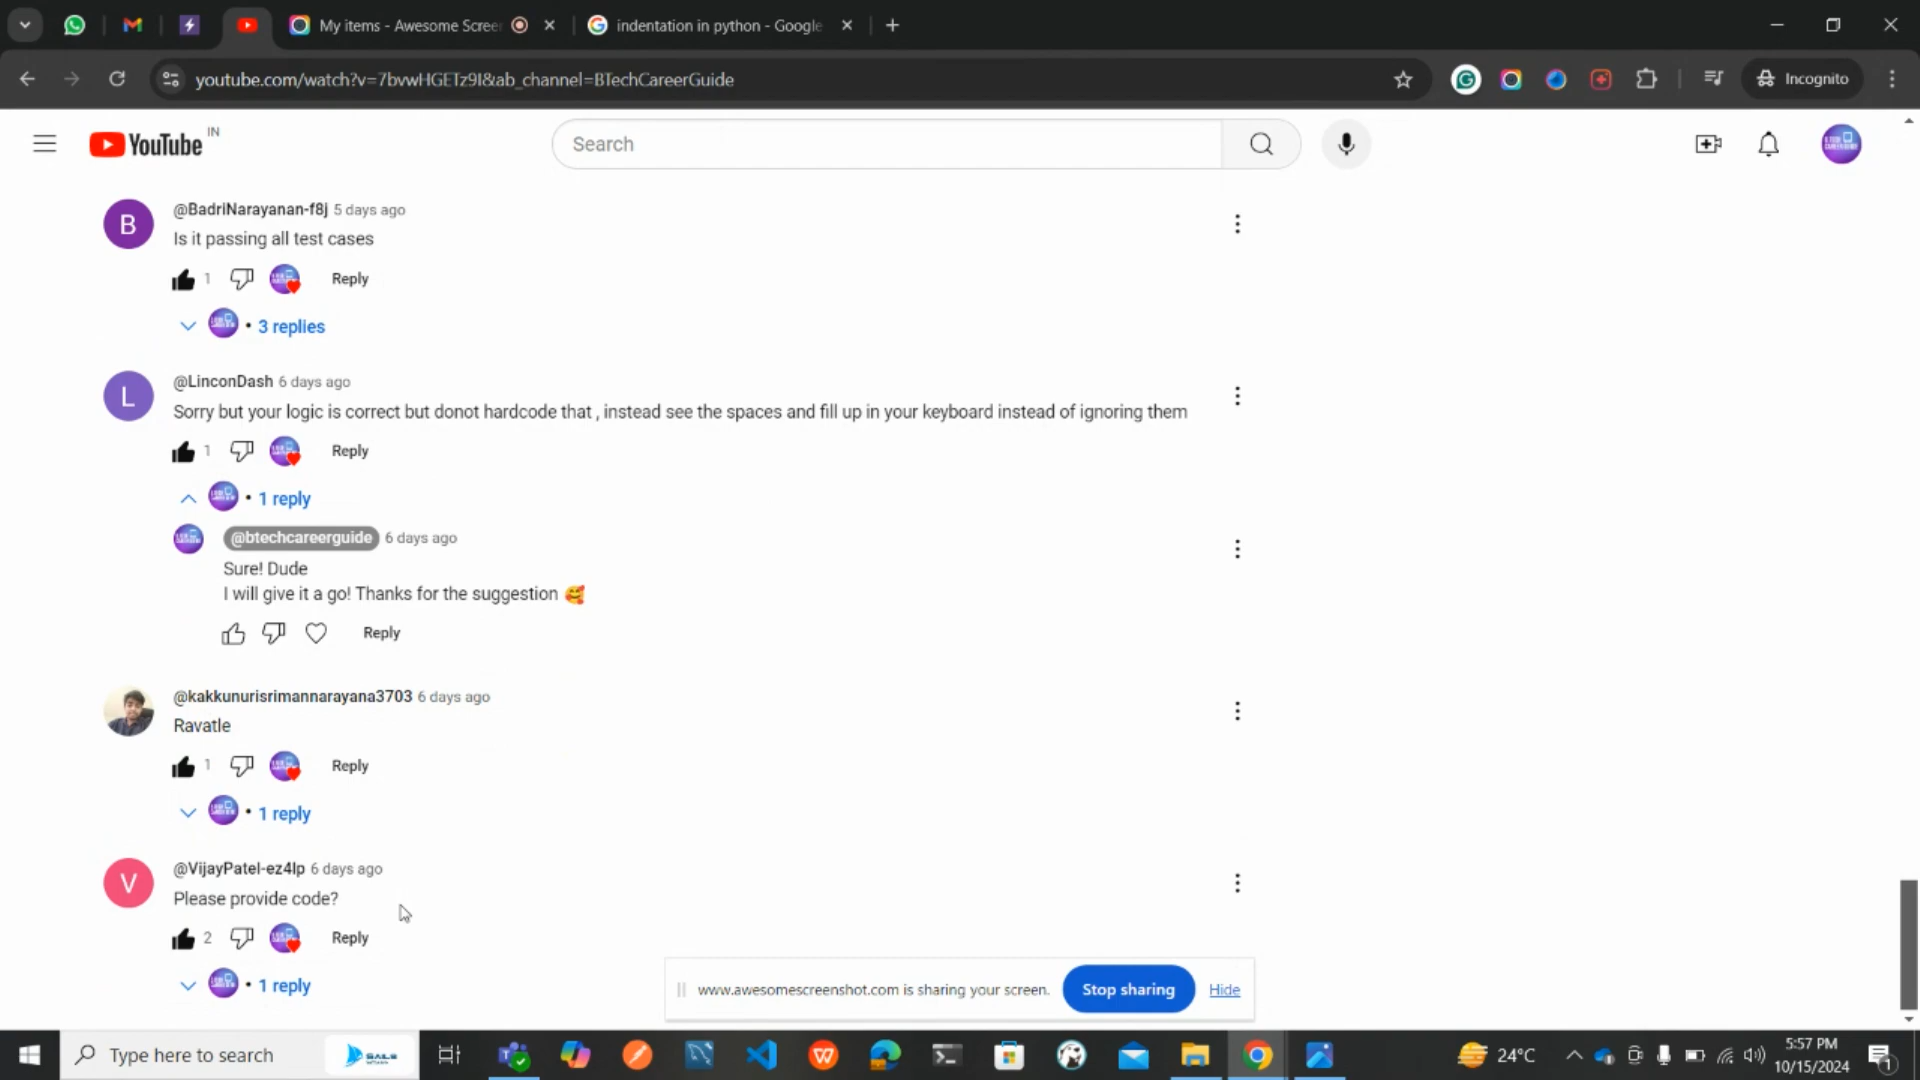 My items - Awesome Scree
indentation in python - Google
youtube.com/watch?v=7bvwHGETz9I&ab_channel=BTechCareerGuide
Incognito
YouTube IN
Search
B
@BadriNarayanan-f8j 5 days ago
Is it passing all test cases
1
Reply
3 replies
L
@LinconDash 6 days ago
Sorry but your logic is correct but donot hardcode that , instead see the spaces and fill up in your keyboard instead of ignoring them
1
Reply
1 reply
@btechcareerguide 6 days ago
Sure! Dude
I will give it a go! Thanks for the suggestion 🥰
Reply
@kakkunurisrimannarayana3703 6 days ago
Ravatle
1
Reply
1 reply
V
@VijayPatel-ez4lp 6 days ago
Please provide code?
2
Reply
1 reply
www.awesomescreenshot.com is sharing your screen.
Stop sharing
Hide
Type here to search
24°C
5:57 PM
10/15/2024
1